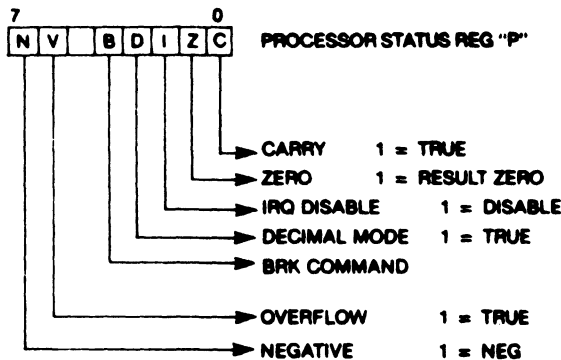 7 0
N V B D I Z C PROCESSOR STATUS REG "P"
CARRY 1 = TRUE
ZERO 1 = RESULT ZERO
IRQ DISABLE 1 = DISABLE
DECIMAL MODE 1 = TRUE
BRK COMMAND
OVERFLOW 1 = TRUE
NEGATIVE 1 = NEG